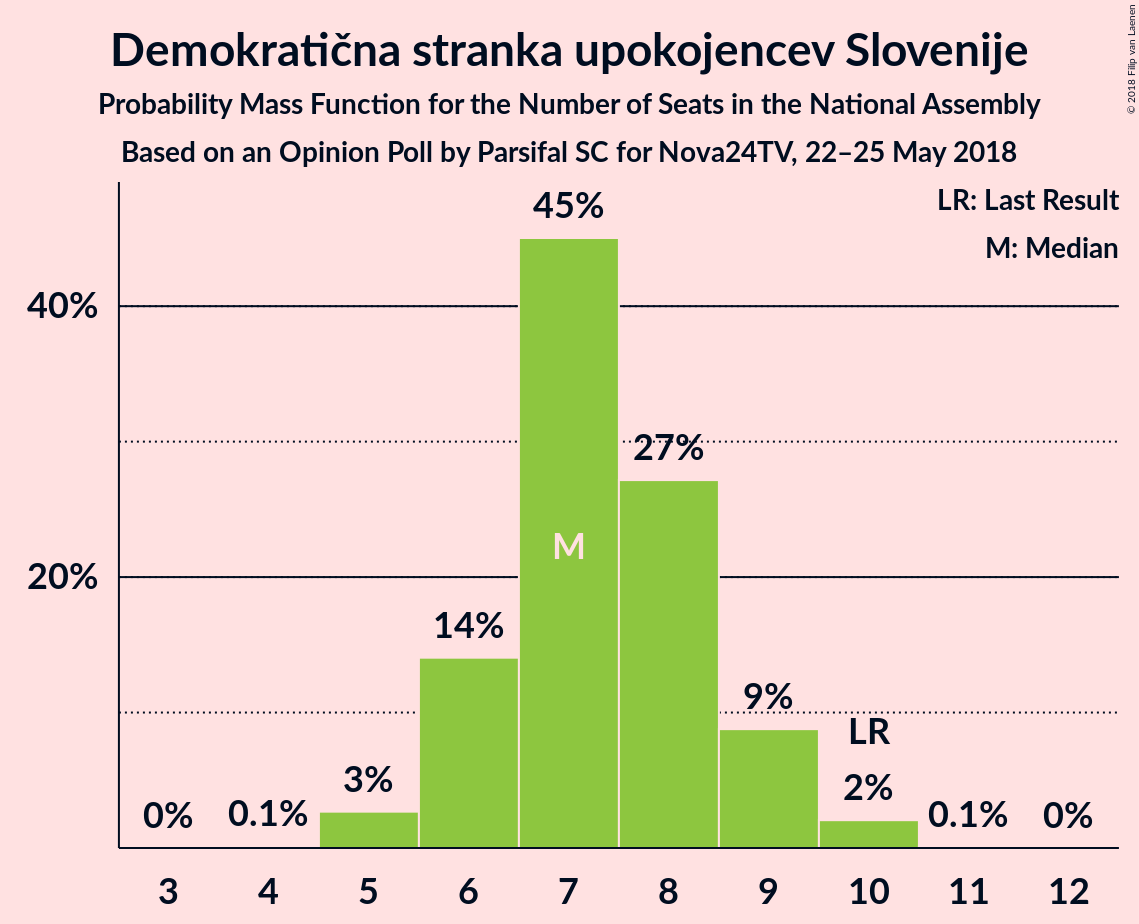 Demokratična stranka upokojencev Slovenije
Probability Mass Function for the Number of Seats in the National Assembly
Based on an Opinion Poll by Parsifal SC for Nova24TV, 22–25 May 2018
© 2018 Filip van Laenen
LR: Last Result
M: Median
40%
20%
0%
0.1%
3%
14%
45%
M
27%
9%
LR
2%
0.1%
0%
3 4 5 6 7 8 9 10 11 12